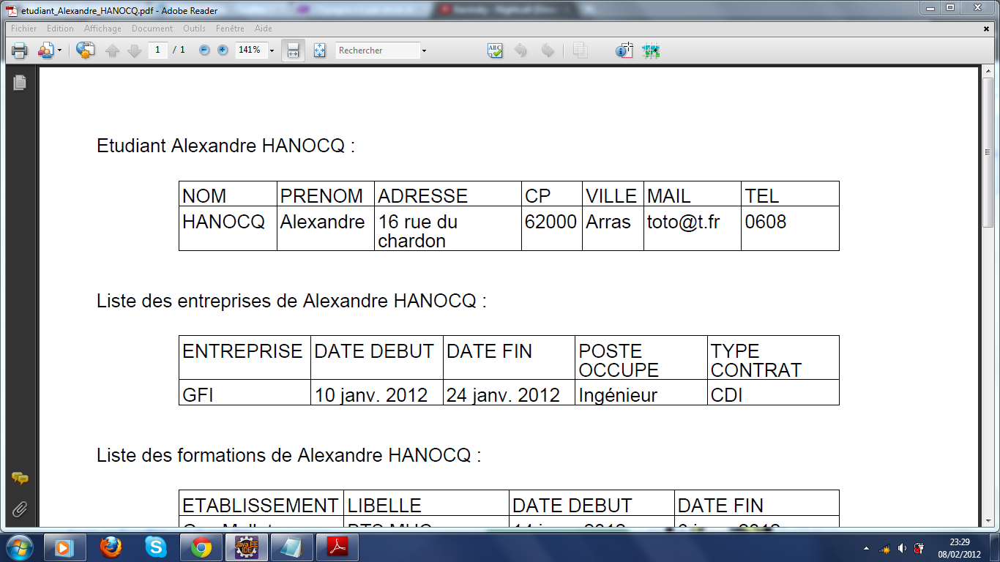 etudiant_Alexandre_HANOCQ.pdf - Adobe Reader
Fichier Edition Affichage Document Outils Fenêtre Aide
1 / 1 141% Rechercher
ABC
Etudiant Alexandre HANOCQ :
NOM PRENOM ADRESSE CP VILLE MAIL TEL
HANOCQ Alexandre 16 rue du 62000 Arras toto@t.fr 0608
chardon
Liste des entreprises de Alexandre HANOCQ :
ENTREPRISE DATE DEBUT DATE FIN POSTE TYPE
OCCUPE CONTRAT
GFI 10 janv. 2012 24 janv. 2012 Ingénieur CDI
Liste des formations de Alexandre HANOCQ :
ETABLISSEMENT LIBELLE DATE DEBUT DATE FIN
Java EE
IDE
23:29
08/02/2012